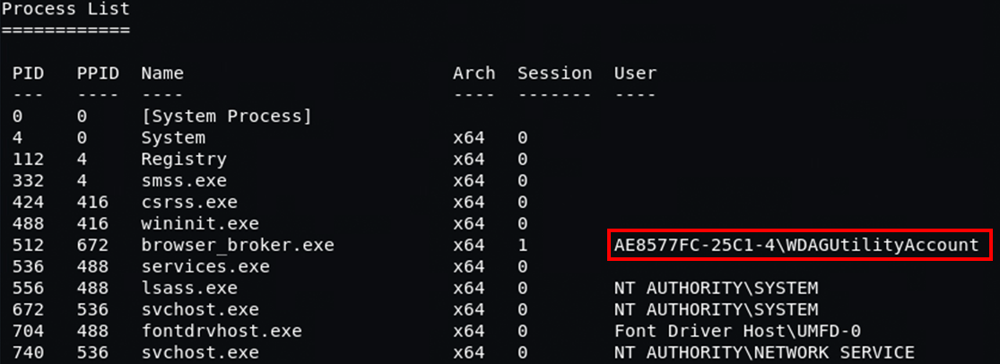 Process List
============
PID PPID Name Arch Session User
--- ---- ---- ---- ------- ----
0 0 [System Process]
4 0 System x64 0
112 4 Registry x64 0
332 4 smss.exe x64 0
424 416 csrss.exe x64 0
488 416 wininit.exe x64 0
512 672 browser_broker.exe x64 1 AE8577FC-25C1-4\WDAGUtilityAccount
536 488 services.exe x64 0
556 488 lsass.exe x64 0 NT AUTHORITY\SYSTEM
672 536 svchost.exe x64 0 NT AUTHORITY\SYSTEM
704 488 fontdrvhost.exe x64 0 Font Driver Host\UMFD-0
740 536 svchost.exe x64 0 NT AUTHORITY\NETWORK SERVICE